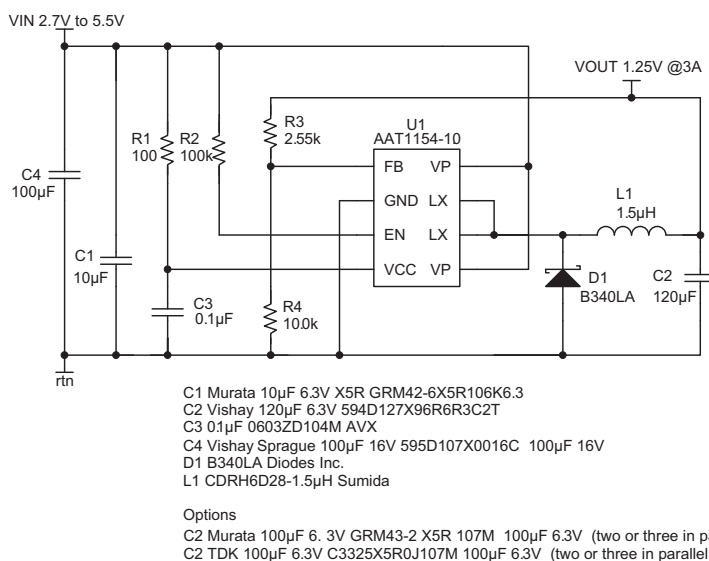 VIN 2.7V to 5.5V
VOUT 1.25V @3A
R1
100
R2
100k
R3
2.55k
U1
AAT1154-10
FB VP
GND LX
EN LX
VCC VP
L1
1.5µH
C4
100µF
C1
10µF
C3
0.1µF
R4
10.0k
D1
B340LA
C2
120µF
rtn
C1 Murata 10µF 6.3V X5R GRM42-6X5R106K6.3
C2 Vishay 120µF 6.3V 594D127X96R6R3C2T
C3 0.1µF 0603ZD104M AVX
C4 Vishay Sprague 100µF 16V 595D107X0016C 100µF 16V
D1 B340LA Diodes Inc.
L1 CDRH6D28-1.5µH Sumida
Options
C2 Murata 100µF 6. 3V GRM43-2 X5R 107M 100µF 6.3V (two or three in pa
C2 TDK 100µF 6.3V C3325X5R0J107M 100µF 6.3V (two or three in parallel